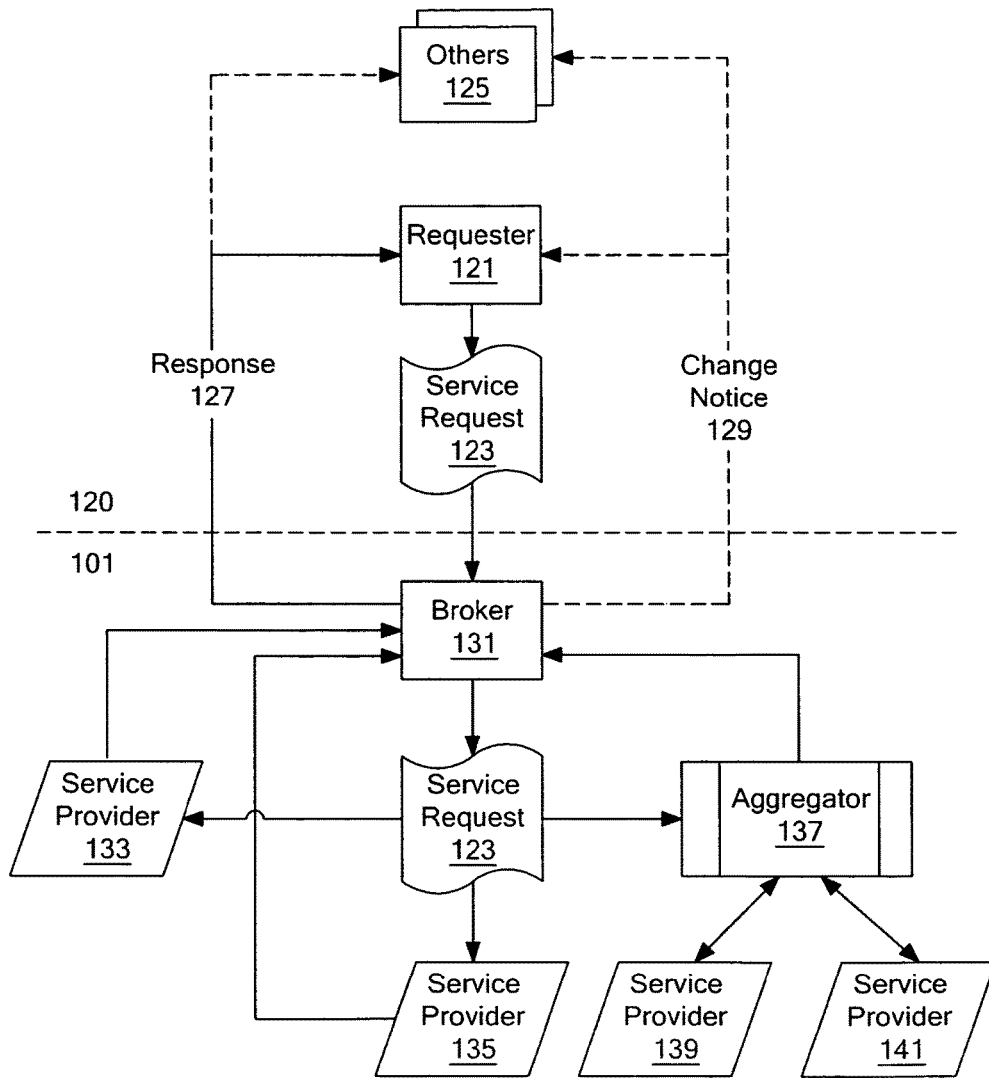 Others
125
Requester
121
Response
127
Service
Request
123
Change
Notice
129
120
101
Broker
131
Service
Provider
133
Service
Request
123
Aggregator
137
Service
Provider
135
Service
Provider
139
Service
Provider
141